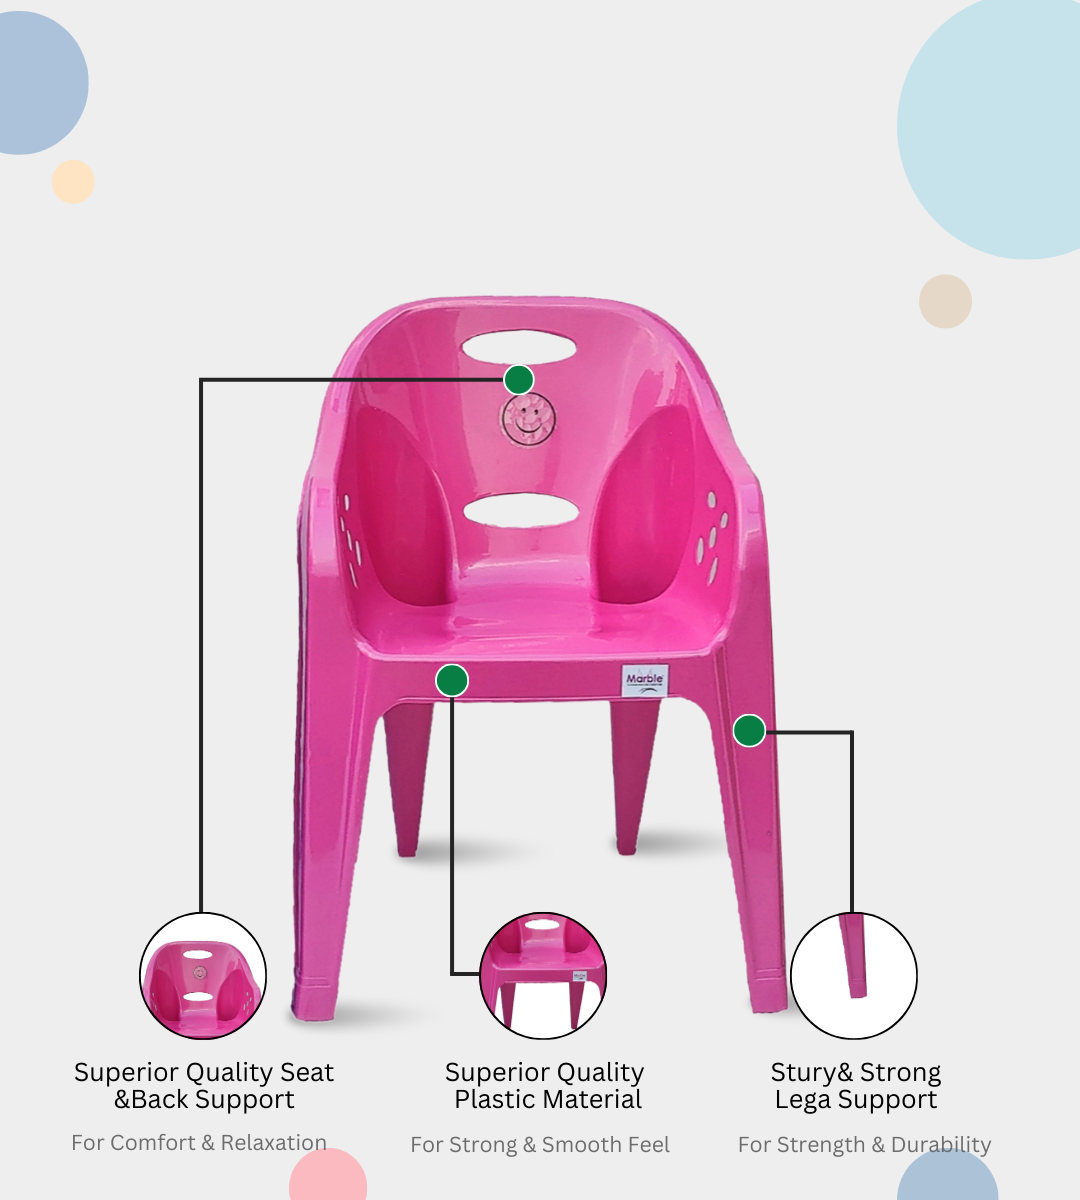 Marble
Superior Quality Seat
&Back Support
For Comfort & Relaxation
Superior Quality
Plastic Material
For Strong & Smooth Feel
Stury& Strong
Lega Support
For Strength & Durability